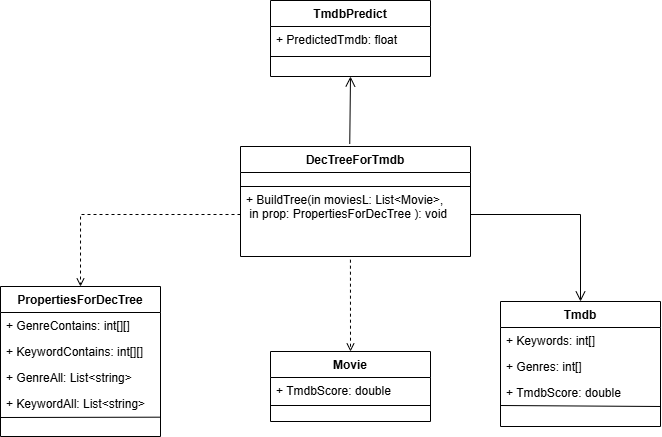 TmdbPredict
+ PredictedTmdb: float
DecTreeForTmdb
+ BuildTree(in moviesL: List<Movie>,
in prop: PropertiesForDecTree ): void
PropertiesForDecTree
+ GenreContains: int[][]
+ KeywordContains: int[][]
+ GenreAll: List<string>
+ KeywordAll: List<string>
Movie
+ TmdbScore: double
Tmdb
+ Keywords: int[]
+ Genres: int[]
+ TmdbScore: double